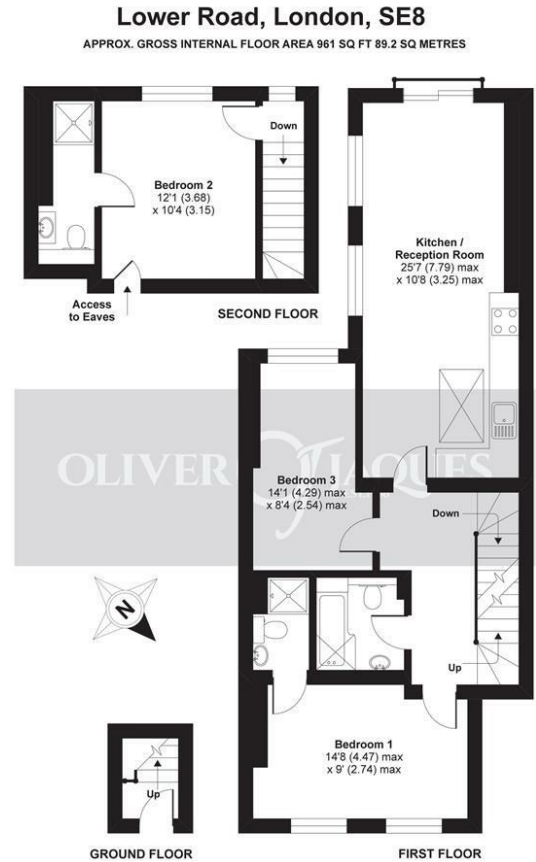 Lower Road, London, SE8
APPROX. GROSS INTERNAL FLOOR AREA 961 SQ FT 89.2 SQ METRES
Down
Bedroom 2
12'1 (3.68)
x 10'4 (3.15)
Access
to Eaves
SECOND FLOOR
Kitchen /
Reception Room
25'7 (7.79) max
x 10'8 (3.25) max
OLIVER JAQUES
Bedroom 3
14'1 (4.29) max
x 8'4 (2.54) max
Down
N
Up
Bedroom 1
14'8 (4.47) max
x 9' (2.74) max
Up
GROUND FLOOR
FIRST FLOOR